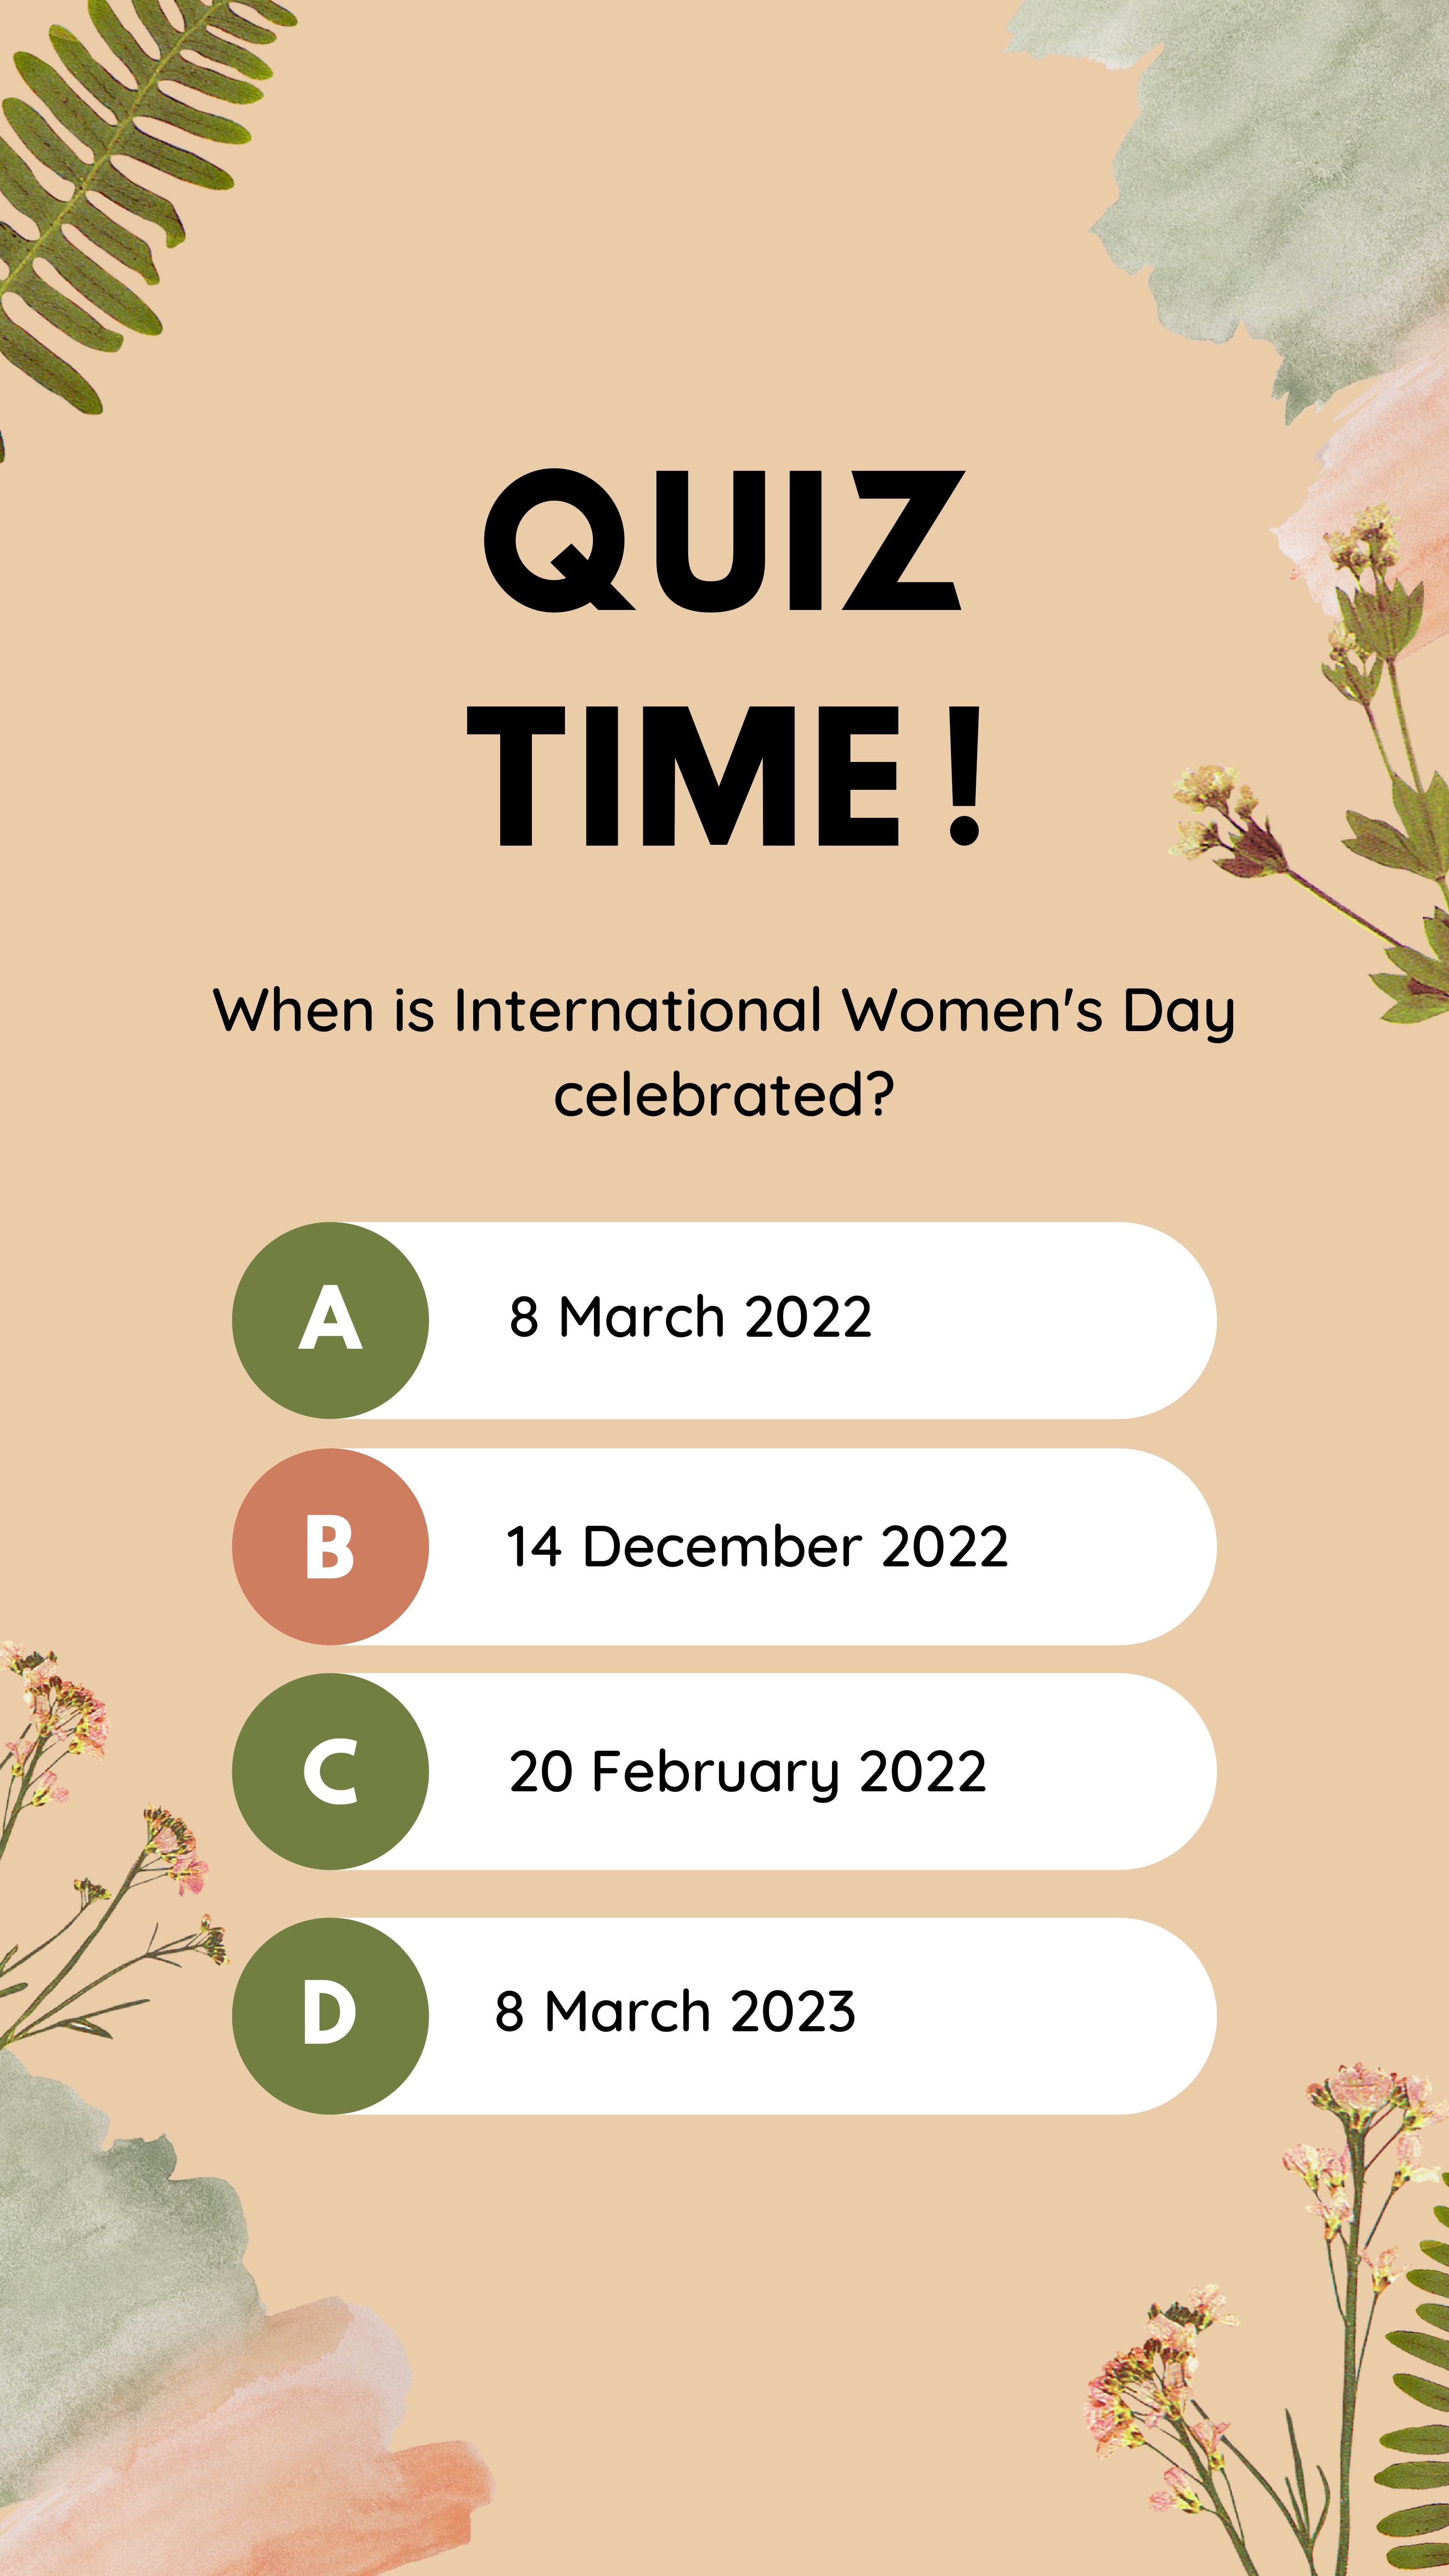 QUIZ
TIME !
When is International Women's Day
celebrated?
A 8 March 2022
B 14 December 2022
C 20 February 2022
D 8 March 2023